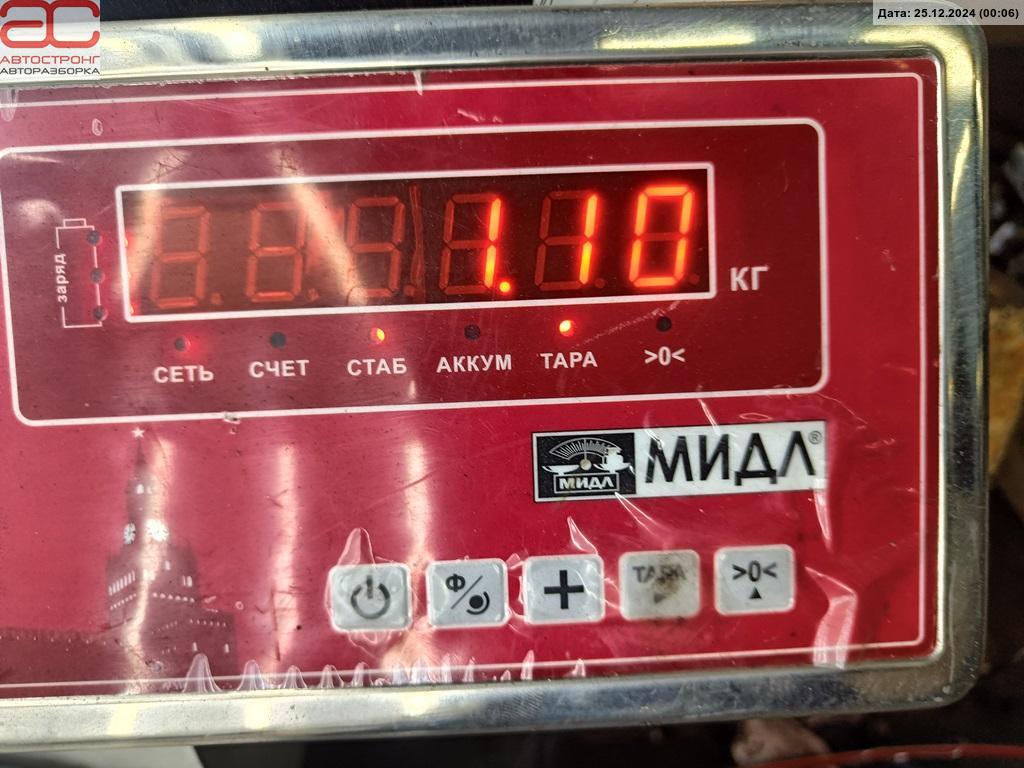 Дата: 25.12.2024 (00:06)
АС
АВТОСТРОНГ
АВТОРАЗБОРКА
заряд
1.10 КГ
СЕТЬ СЧЕТ СТАБ АККУМ ТАРА >0<
МИДЛ МИДЛ®
Ф/ + ТАРА >0<